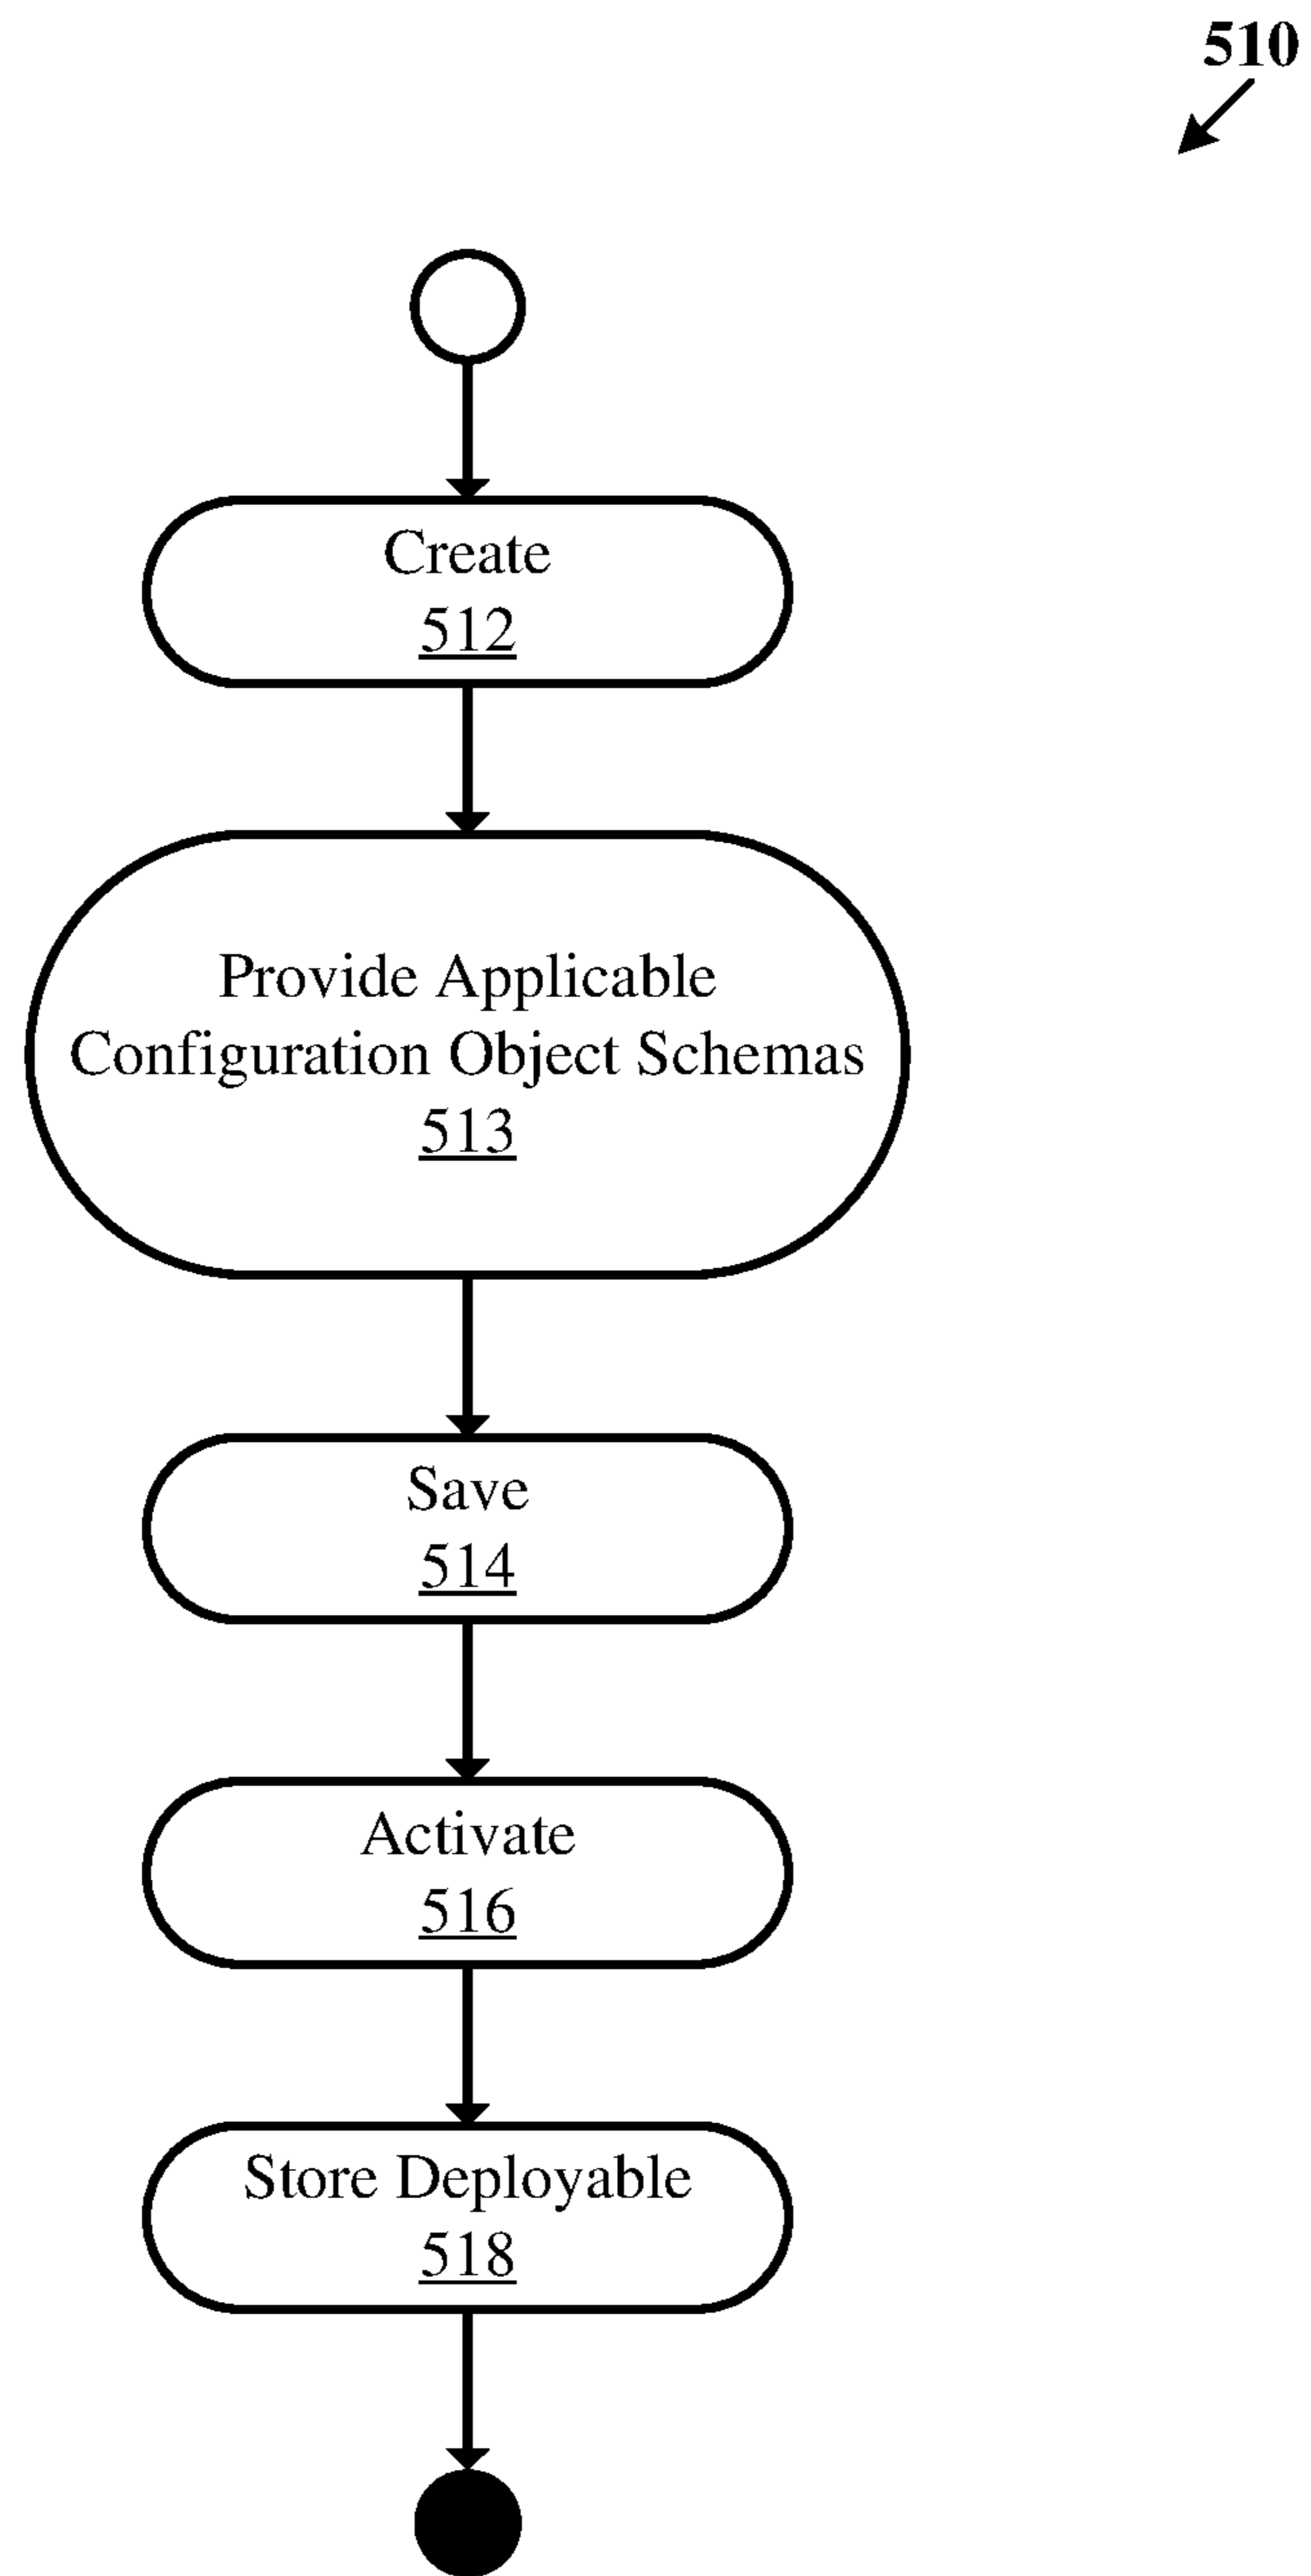 510
Create
512
Provide Applicable
Configuration Object Schemas
513
Save
514
Activate
516
Store Deployable
518